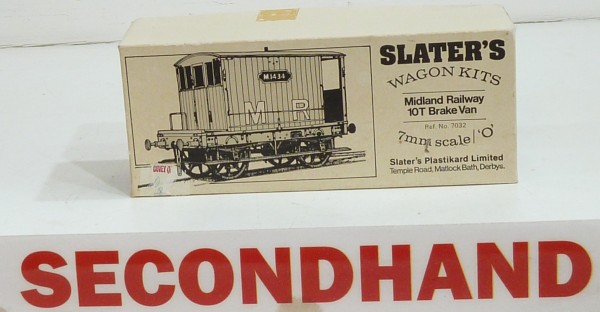 SLATER'S
WAGON KITS
Midland Railway
10T Brake Van
Ref. No. 7032
7mm scale/'O'
Slater's Plastikard Limited
Temple Road, Matlock Bath, Derbys.
M1434
M R
SECONDHAND